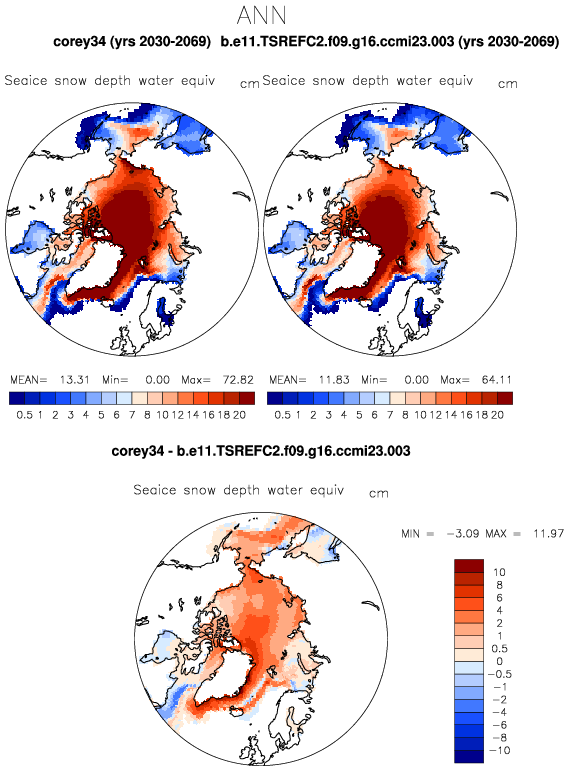 ANN
corey34 (yrs 2030-2069) b.e11.TSREFC2.f09.g16.ccmi23.003 (yrs 2030-2069)
Seaice snow depth water equiv cm Seaice snow depth water equiv cm
MEAN= 13.31 Min= 0.00 Max= 72.82 MEAN= 11.83 Min= 0.00 Max= 64.11
0.5 1 2 3 4 5 6 7 8 10 12 14 16 18 20 0.5 1 2 3 4 5 6 7 8 10 12 14 16 18 20
corey34 - b.e11.TSREFC2.f09.g16.ccmi23.003
Seaice snow depth water equiv cm
MIN = -3.09 MAX = 11.97
10
8
6
4
2
1
0.5
0
-0.5
-1
-2
-4
-6
-8
-10